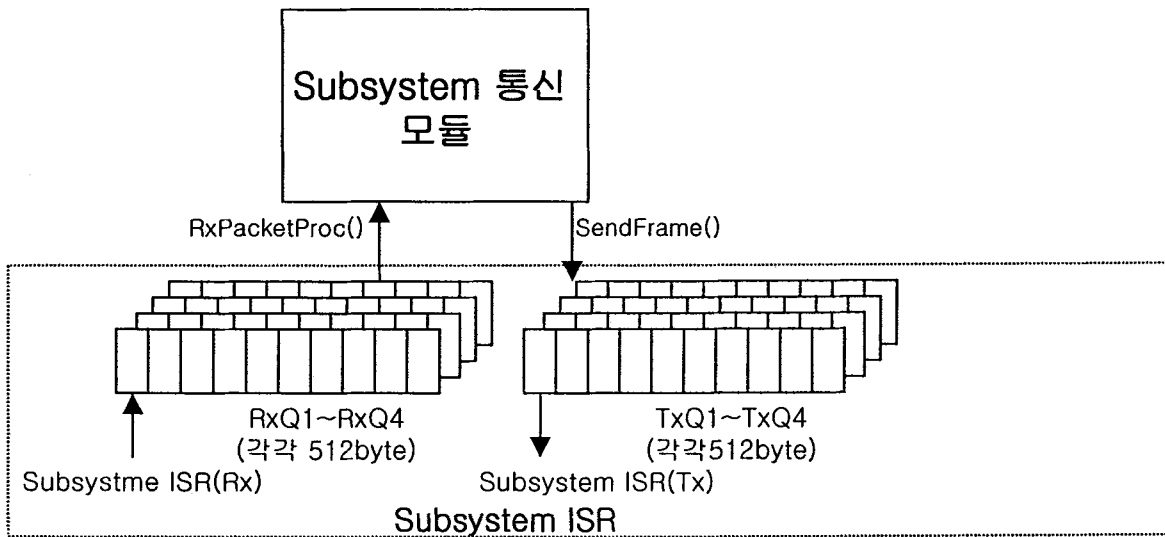 Subsystem 통신
모듈
RxPacketProc()
SendFrame()
RxQ1~RxQ4
(각각 512byte)
TxQ1~TxQ4
(각각512byte)
Subsystme ISR(Rx)
Subsystem ISR(Tx)
Subsystem ISR